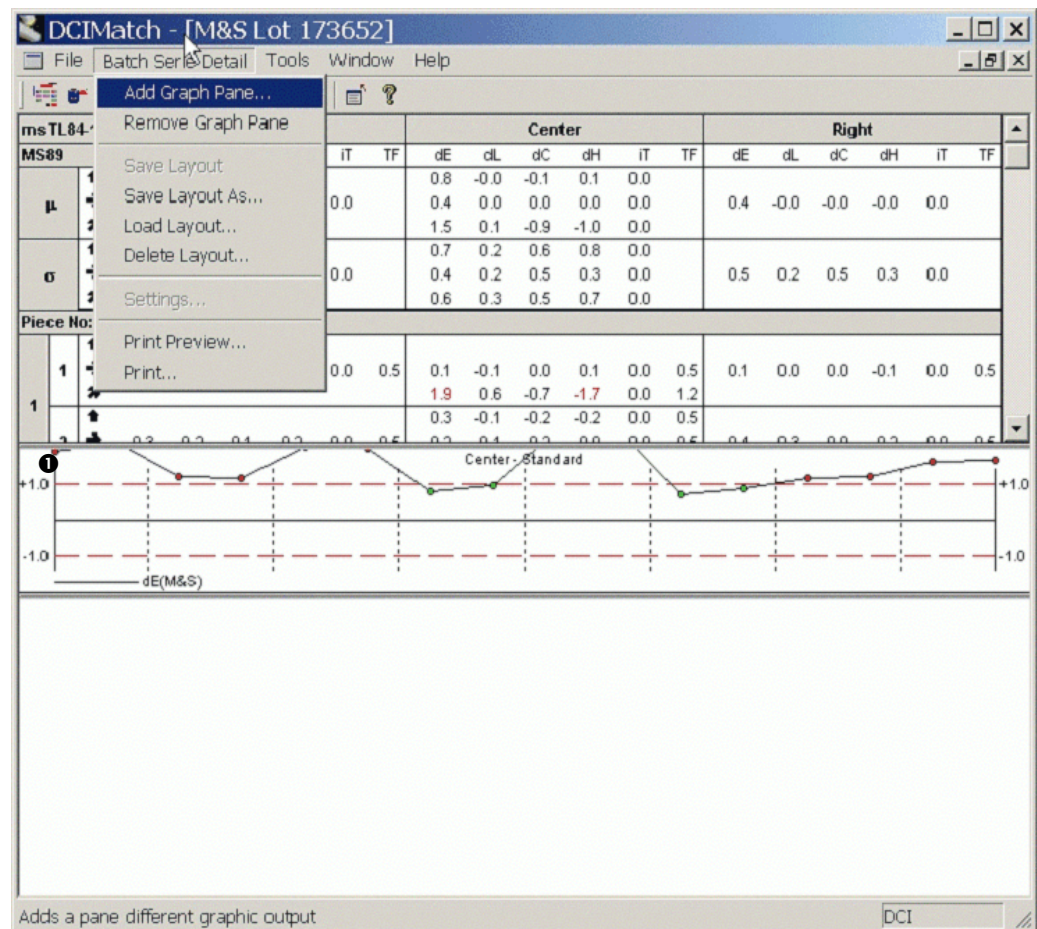 DCIMatch - [M&S Lot 173652]
File Batch Serie Detail Tools Window Help
Add Graph Pane...
Remove Graph Pane
Save Layout
Save Layout As...
Load Layout...
Delete Layout...
Settings...
Print Preview...
Print...
ms TL84- Center Right
MS89 iT TF dE dL dC dH iT TF dE dL dC dH iT TF
0.8 -0.0 -0.1 0.1 0.0
μ 0.0 0.4 0.0 0.0 0.0 0.0 0.4 -0.0 -0.0 -0.0 0.0
1.5 0.1 -0.9 -1.0 0.0
0.7 0.2 0.6 0.8 0.0
σ 0.0 0.4 0.2 0.5 0.3 0.0 0.5 0.2 0.5 0.3 0.0
0.6 0.3 0.5 0.7 0.0
Piece No:
1 0.0 0.5 0.1 -0.1 0.0 0.1 0.0 0.5 0.1 0.0 0.0 -0.1 0.0 0.5
1.9 0.6 -0.7 -1.7 0.0 1.2
1
0.3 -0.1 -0.2 -0.2 0.0 0.5
1 Center - Standard
+1.0 +1.0
-1.0 -1.0
dE(M&S)
Adds a pane different graphic output DCI